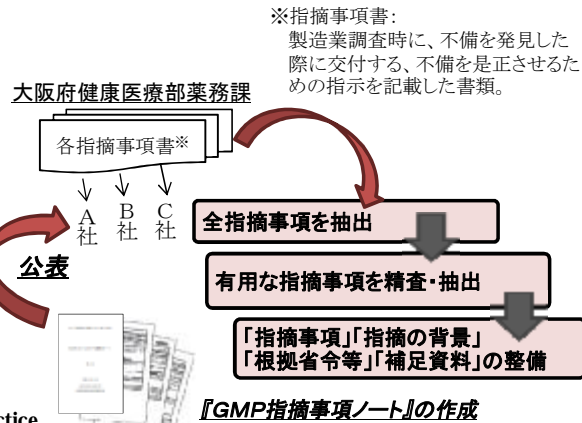 ※指摘事項書：
製造業調査時に、不備を発見した
際に交付する、不備を是正させるた
めの指示を記載した書類。
大阪府健康医療部薬務課
各指摘事項書※
A社
B社
C社
公表
全指摘事項を抽出
有用な指摘事項を精査・抽出
「指摘事項」「指摘の背景」
「根拠省令等」「補足資料」の整備
『GMP指摘事項ノート』の作成
ctice